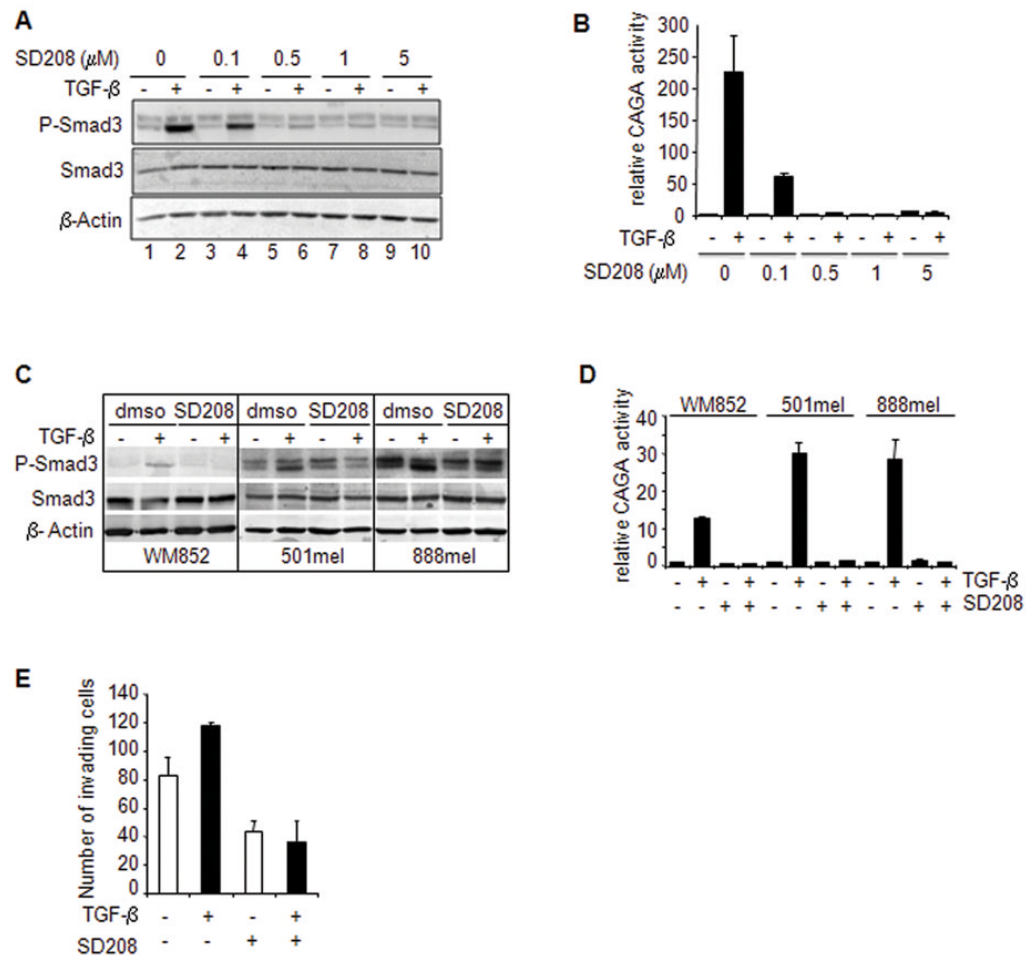 A
SD208 (μM) 0 0.1 0.5 1 5
TGF-β - + - + - + - + - +
P-Smad3
Smad3
β-Actin
1 2 3 4 5 6 7 8 9 10
B
relative CAGA activity
300
250
200
150
100
50
0
TGF-β - + - + - + - + - +
SD208 (μM) 0 0.1 0.5 1 5
C
dmso SD208 dmso SD208 dmso SD208
TGF-β - + - + - + - + - + - +
P-Smad3
Smad3
β- Actin
WM852 501mel 888mel
D
WM852 501mel 888mel
relative CAGA activity
40
30
20
10
0
- + - + - + - + - + - + TGF-β
- - + + - - + + - - + + SD208
E
Number of invading cells
140
120
100
80
60
40
20
0
TGF-β - + - +
SD208 - - + +